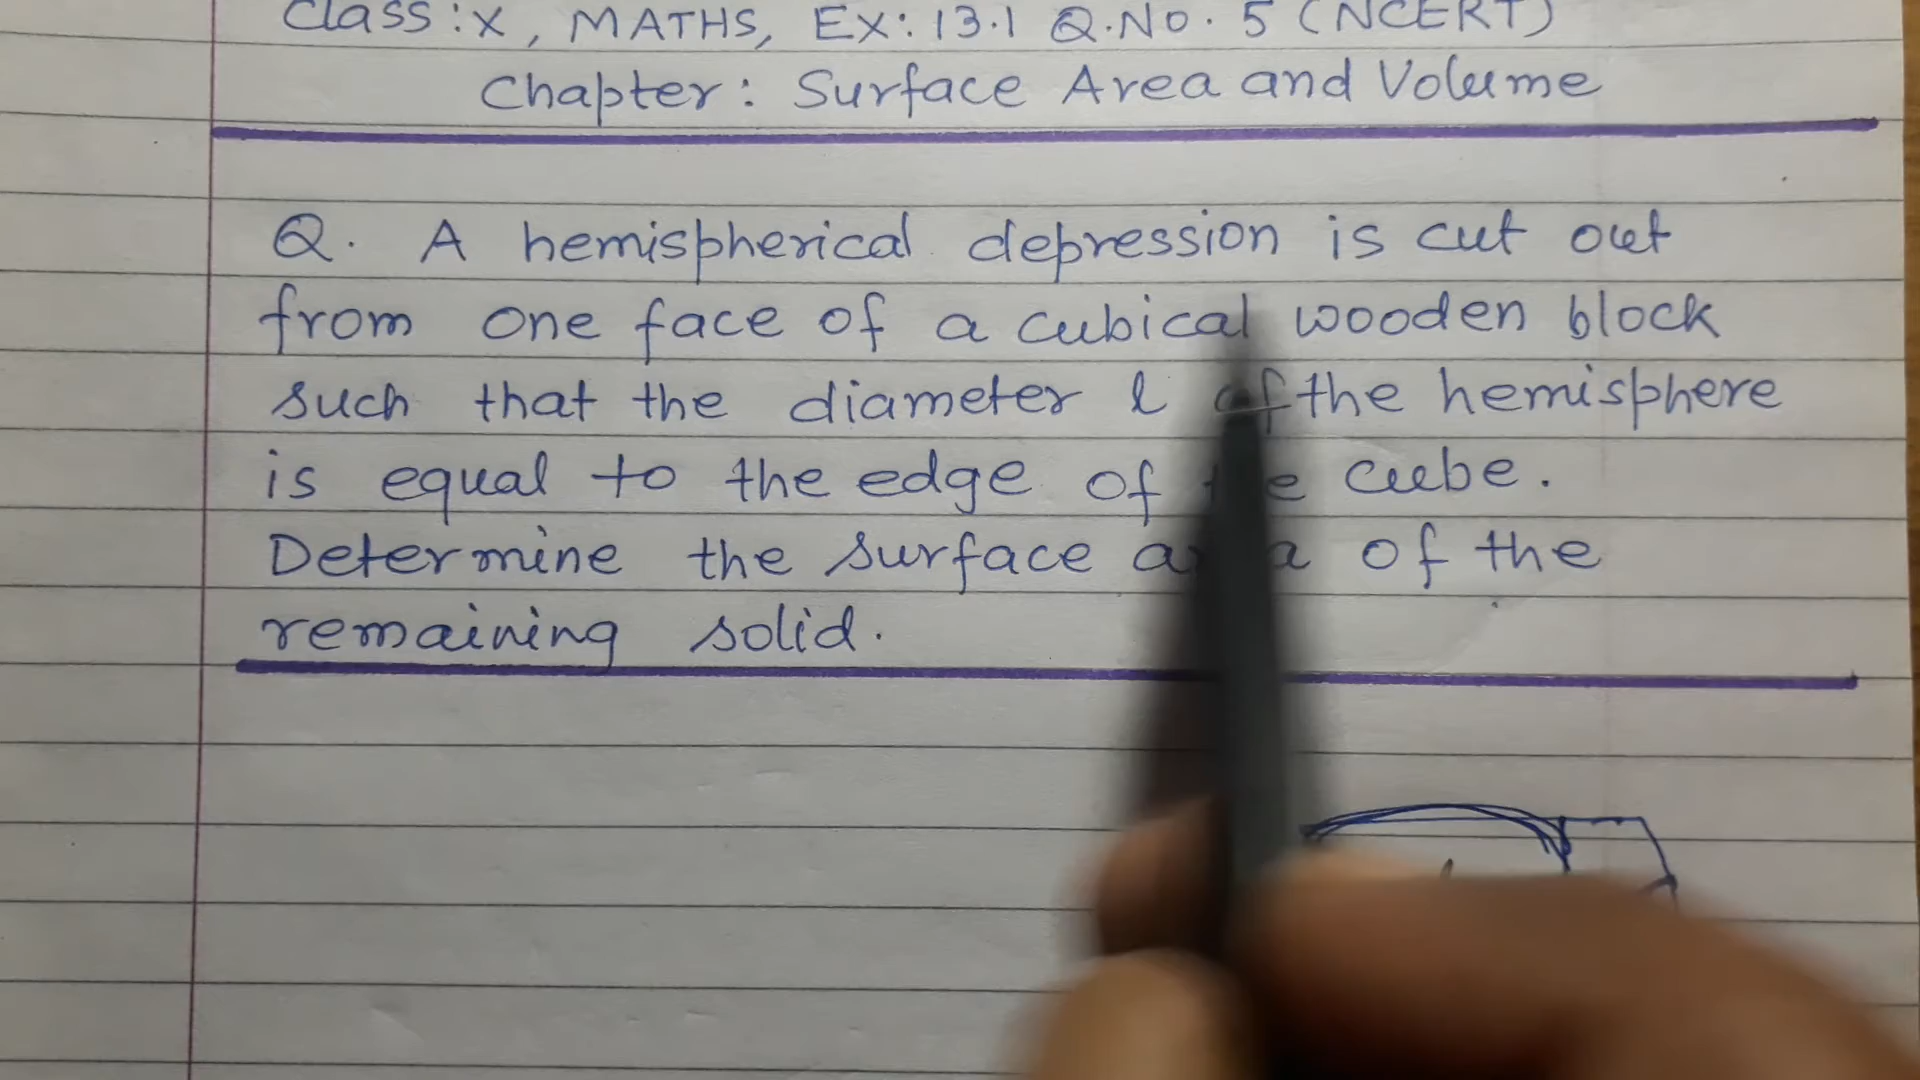 Class : X, MATHS, Ex: 13.1 Q.No. 5 (NCERT)
Chapter : Surface Area and Volume
Q. A hemispherical depression is cut out
from one face of a cubical wooden block
such that the diameter l of the hemisphere
is equal to the edge of cube.
Determine the surface of the
remaining solid.